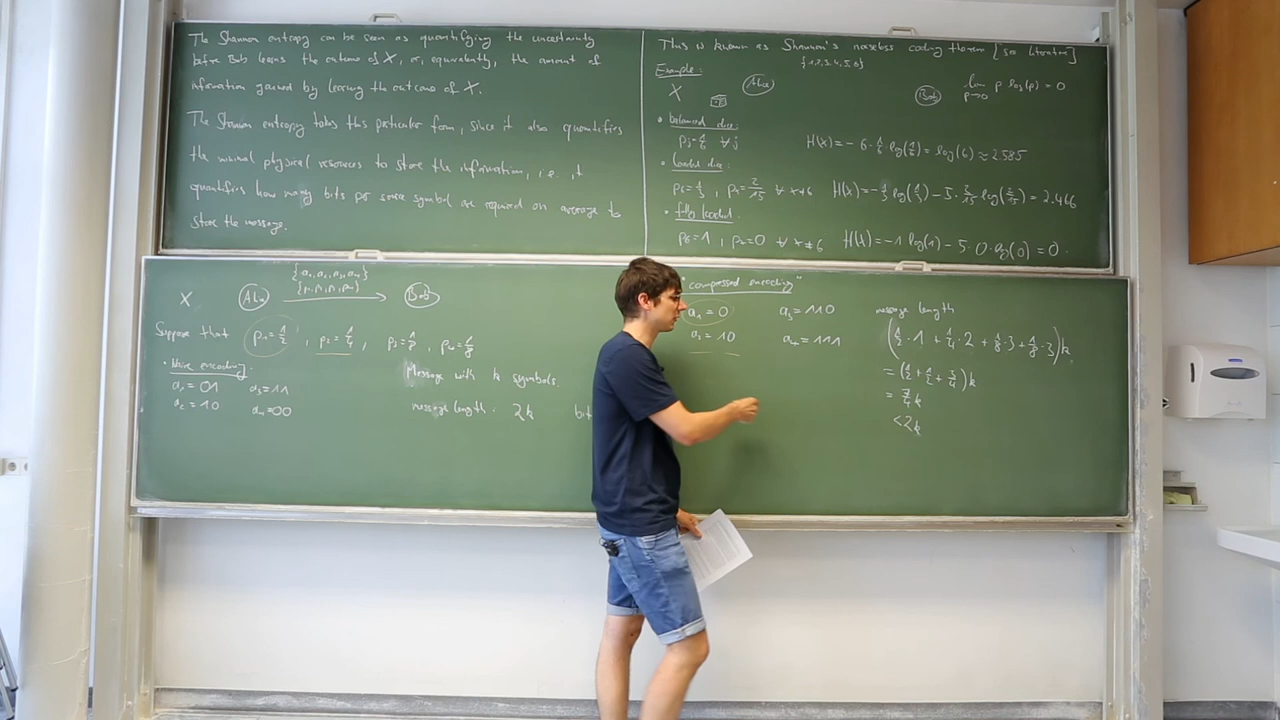 The Shannon entropy can be seen as quantifying the uncertainty
before Bob learns the outcome of X, or, equivalently, the amount of
information gained by learning the outcome of X.
The Shannon entropy takes this particular form, since it also quantifies
the minimal physical resources to store the information, i.e. it
quantifies how many bits per source symbol are required on average to
store the message.
This is known as Shannon's noiseless coding theorem [see literature]
{1,2,3,4,5,6}
Example:
X Alice Bob lim p log(p) = 0
p→0
• balanced dice:
pj = 1/6 ∀j H(X) = - 6 · 1/6 · log(1/6) = log(6) ≈ 2.585
• loaded dice:
p6 = 1/3, px = 2/15 ∀ x≠6 H(X) = - 1/3 log(1/3) - 5 · 2/15 · log(2/15) = 2.466
• fully loaded:
p6 = 1, px = 0 ∀ x≠6 H(X) = -1 log(1) - 5 · 0 · log(0) = 0.
{a1, a2, a3, a4}
{p1, p2, p3, p4}
X Alice Bob
Suppose that p1 = 1/2, p2 = 1/4, p3 = 1/8, p4 = 1/8
• Naive encoding:
a1 = 01 a3 = 11
a2 = 10 a4 = 00
Message with k symbols.
message length: 2k bit
"compressed encoding"
a1 = 0 a3 = 110
a2 = 10 a4 = 111
message length
(1/2 · 1 + 1/4 · 2 + 1/8 · 3 + 1/8 · 3) k
= (1/2 + 1/2 + 3/4) k
= 7/4 k
< 2k